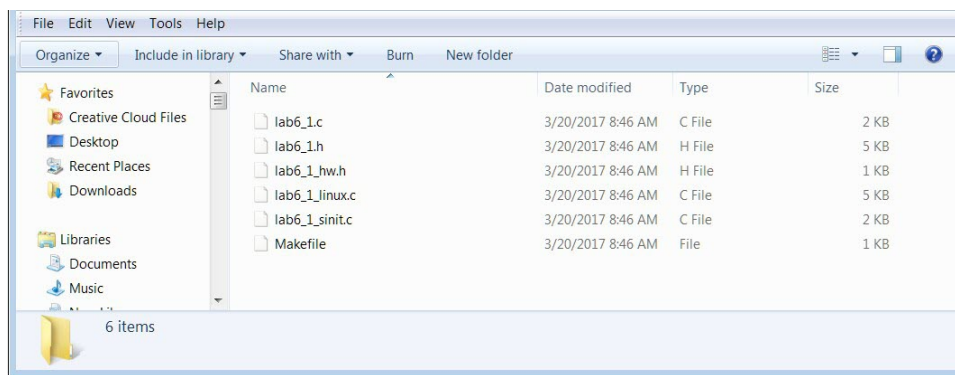 File Edit View Tools Help
Organize Include in library Share with Burn New folder
Favorites
Creative Cloud Files
Desktop
Recent Places
Downloads
Libraries
Documents
Music
Name Date modified Type Size
lab6_1.c 3/20/2017 8:46 AM C File 2 KB
lab6_1.h 3/20/2017 8:46 AM H File 5 KB
lab6_1_hw.h 3/20/2017 8:46 AM H File 1 KB
lab6_1_linux.c 3/20/2017 8:46 AM C File 5 KB
lab6_1_sinit.c 3/20/2017 8:46 AM C File 2 KB
Makefile 3/20/2017 8:46 AM File 1 KB
6 items